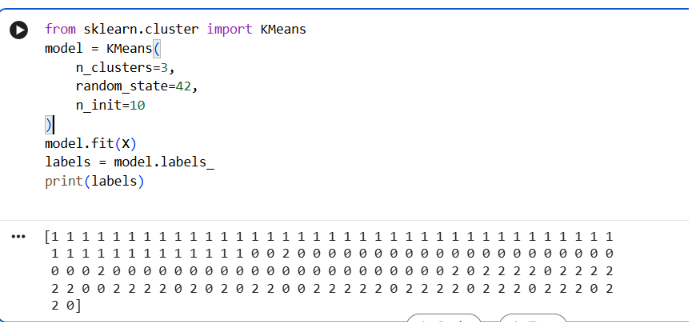 from sklearn.cluster import KMeans
model = KMeans(
n_clusters=3,
random_state=42,
n_init=10
)
model.fit(X)
labels = model.labels_
print(labels)
[1 1 1 1 1 1 1 1 1 1 1 1 1 1 1 1 1 1 1 1 1 1 1 1 1 1 1 1 1 1 1 1 1 1 1 1 1
1 1 1 1 1 1 1 1 1 1 1 1 1 0 0 2 0 0 0 0 0 0 0 0 0 0 0 0 0 0 0 0 0 0 0 0 0
0 0 0 2 0 0 0 0 0 0 0 0 0 0 0 0 0 0 0 0 0 0 0 0 0 0 2 0 2 2 2 2 0 2 2 2 2
2 2 0 0 2 2 2 2 0 2 0 2 0 2 2 0 0 2 2 2 2 2 0 2 2 2 2 0 2 2 2 0 2 2 2 0 2
2 0]